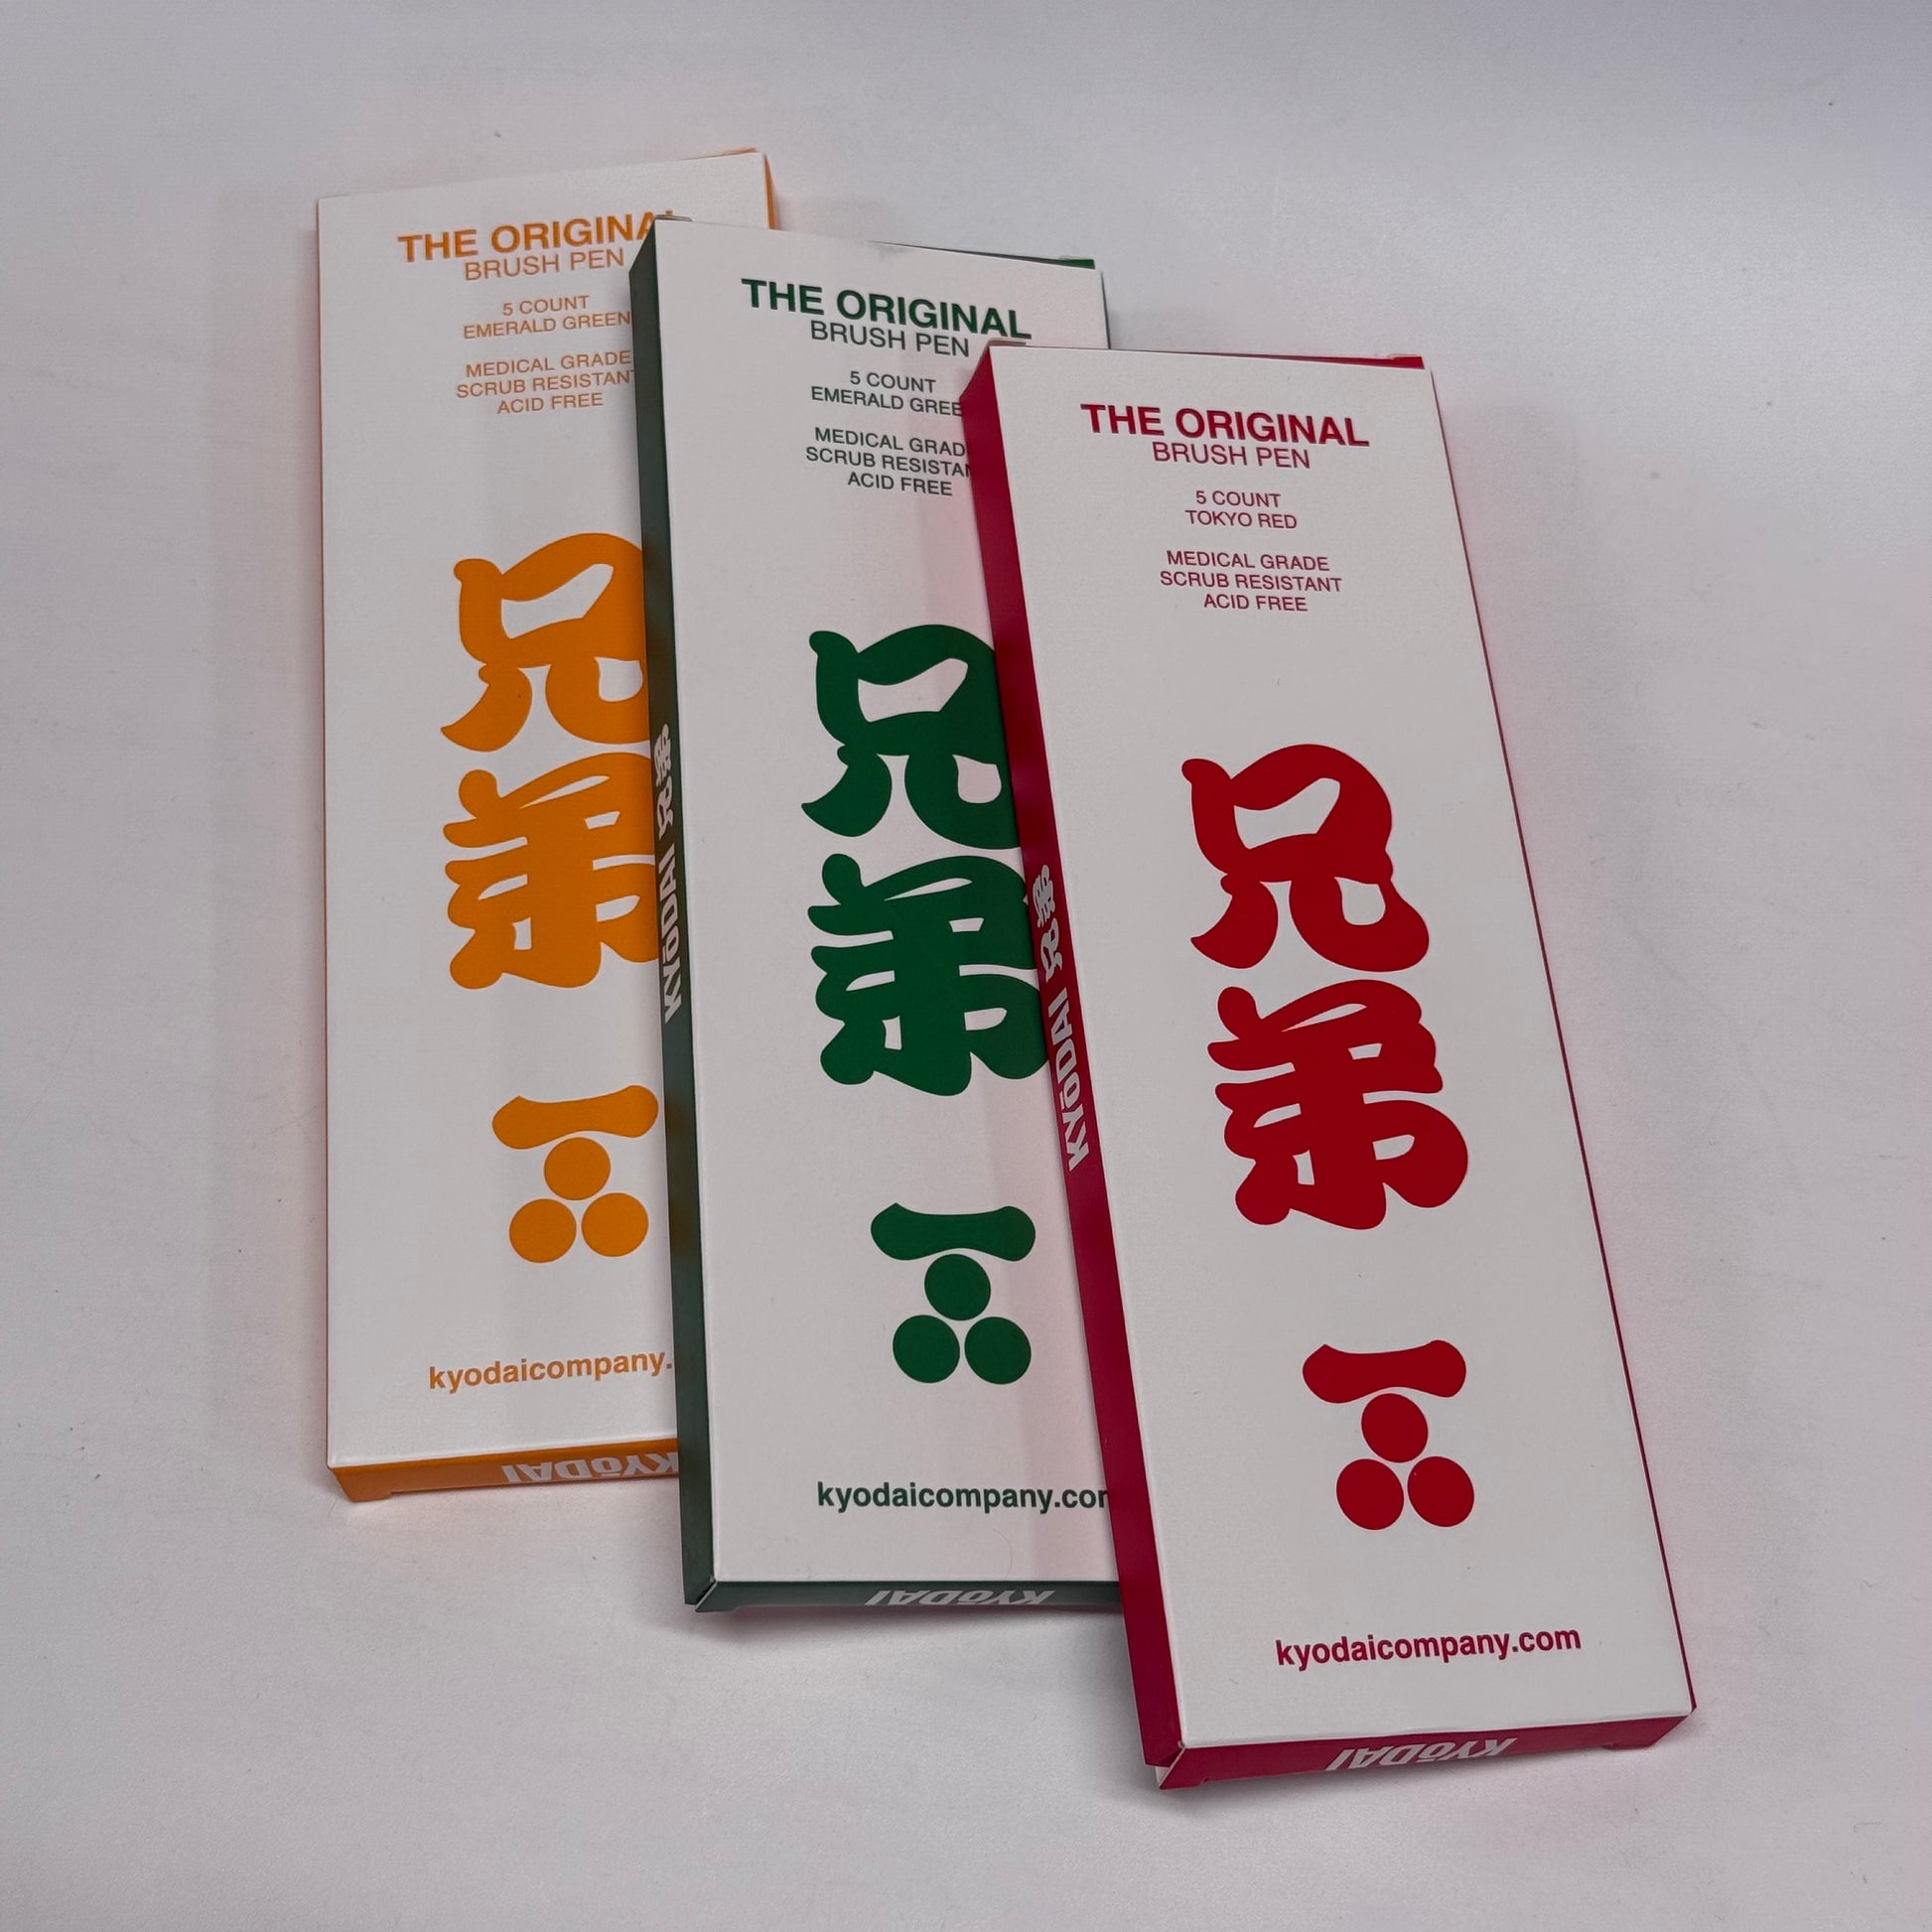 THE ORIGINAL
BRUSH PEN
5 COUNT
EMERALD GREEN
MEDICAL GRADE
SCRUB RESISTANT
ACID FREE
兄
弟
kyodaicompany.
KYŌDAI
THE ORIGINAL
BRUSH PEN
5 COUNT
EMERALD GREE
MEDICAL GRAD
SCRUB RESISTAN
ACID FREE
兄
弟
kyodaicompany.com
KYŌDAI 兄弟
KYŌDAI
THE ORIGINAL
BRUSH PEN
5 COUNT
TOKYO RED
MEDICAL GRADE
SCRUB RESISTANT
ACID FREE
兄
弟
kyodaicompany.com
KYŌDAI 兄弟
KYŌDAI